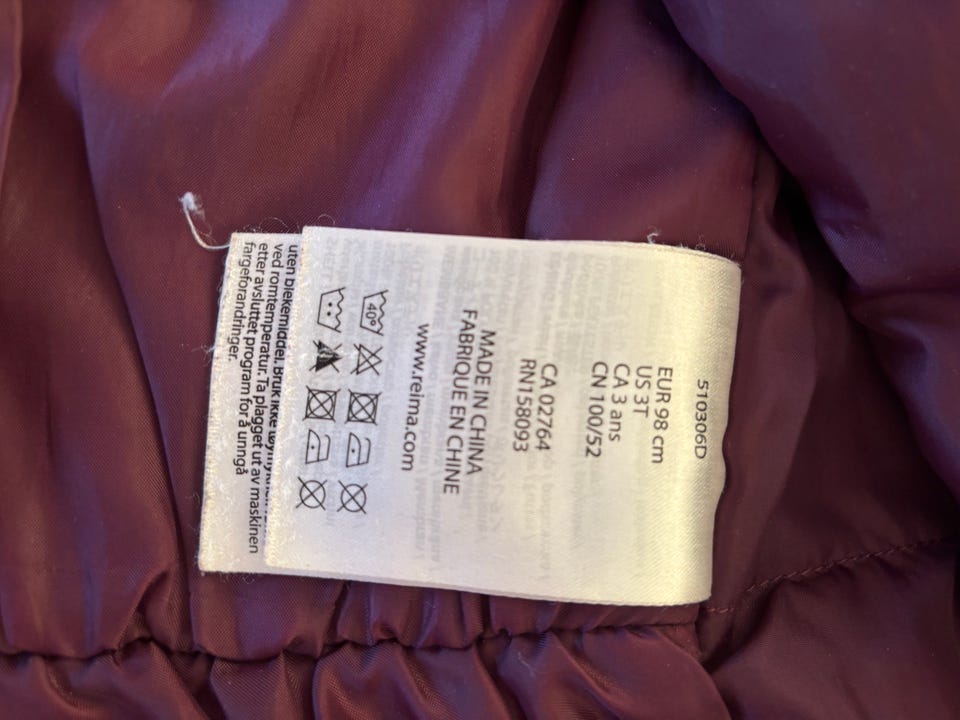 510306D
EUR 98 cm
US 3T
CA 3 ans
CN 100/52
CA 02764
RN158093
MADE IN CHINA
FABRIQUE EN CHINE
www.reima.com
40°
uten blekemiddel. Bruk ikke
ved romtemperatur. Ta plagget ut av maskinen
etter avsluttet program for å unngå
fargeforandringer.